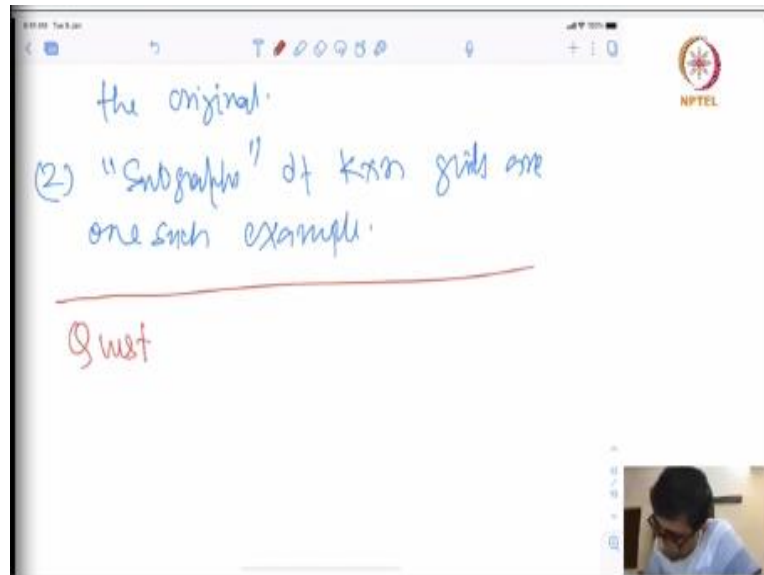 the original.
(2) "Subgraphs" of kxn grids are
one such example.
Quest
NPTEL